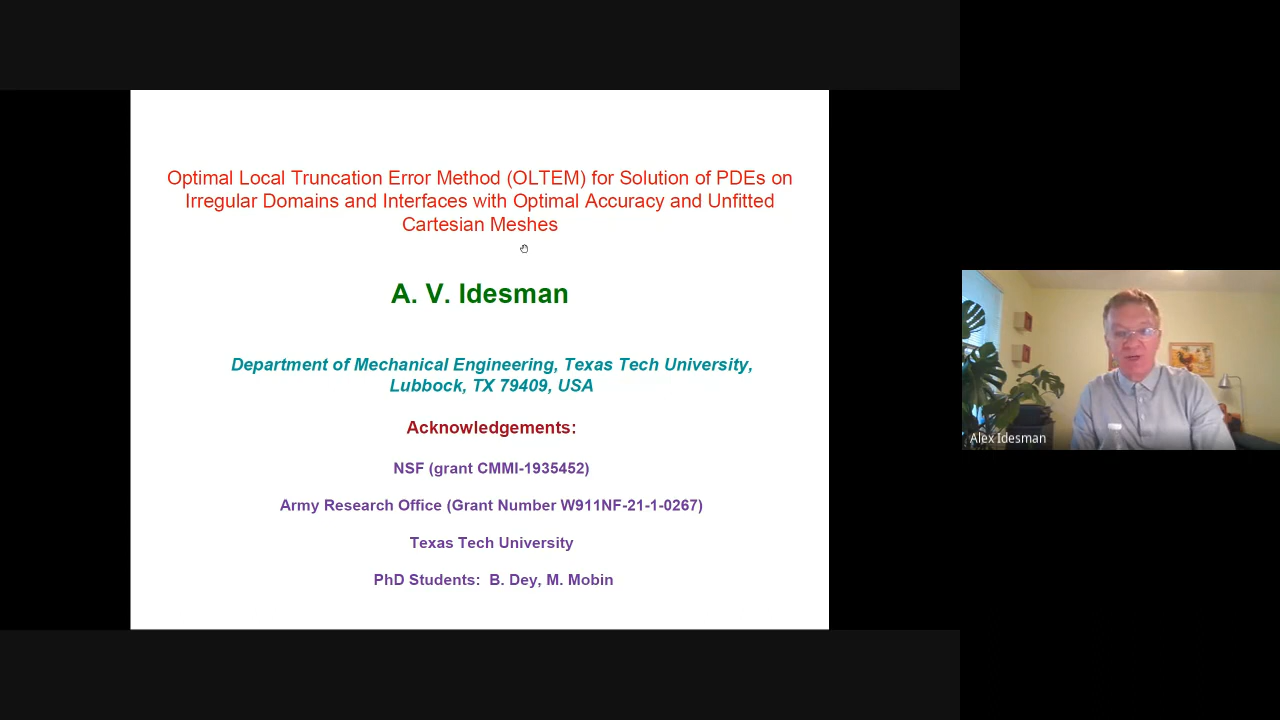 Optimal Local Truncation Error Method (OLTEM) for Solution of PDEs on
Irregular Domains and Interfaces with Optimal Accuracy and Unfitted
Cartesian Meshes
A. V. Idesman
Department of Mechanical Engineering, Texas Tech University,
Lubbock, TX 79409, USA
Acknowledgements:
NSF (grant CMMI-1935452)
Army Research Office (Grant Number W911NF-21-1-0267)
Texas Tech University
PhD Students:  B. Dey, M. Mobin
Alex Idesman